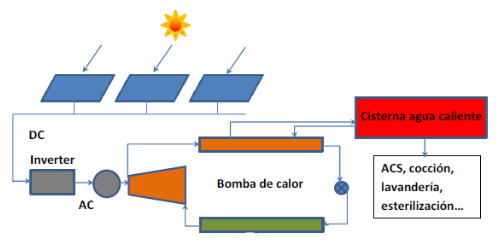 DC
Inverter
AC
Bomba de calor
Cisterna agua caliente
ACS, cocción,
lavandería,
esterilización...